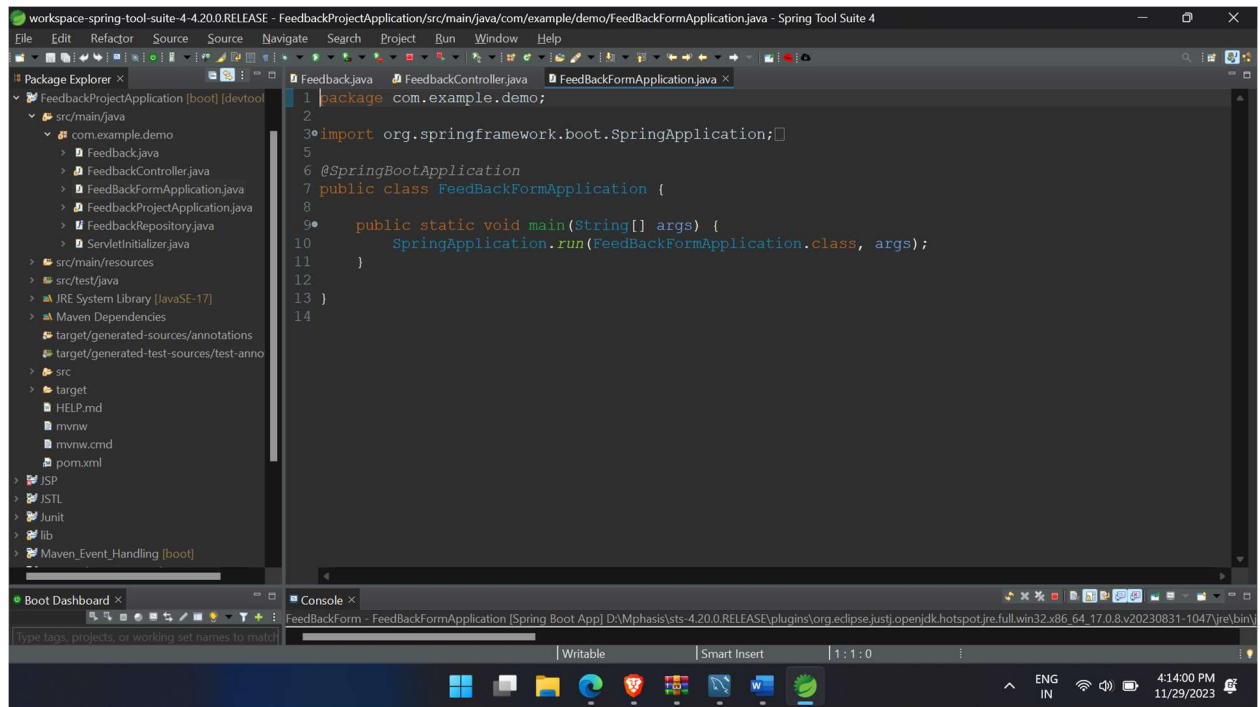 workspace-spring-tool-suite-4-4.20.0.RELEASE - FeedbackProjectApplication/src/main/java/com/example/demo/FeedBackFormApplication.java - Spring Tool Suite 4
File Edit Refactor Source Source Navigate Search Project Run Window Help
Package Explorer
Feedback.java FeedbackController.java FeedBackFormApplication.java
FeedbackProjectApplication [boot] [devtool
src/main/java
com.example.demo
Feedback.java
FeedbackController.java
FeedBackFormApplication.java
FeedbackProjectApplication.java
FeedbackRepository.java
ServletInitializer.java
src/main/resources
src/test/java
JRE System Library [JavaSE-17]
Maven Dependencies
target/generated-sources/annotations
target/generated-test-sources/test-anno
src
target
HELP.md
mvnw
mvnw.cmd
pom.xml
JSP
JSTL
Junit
lib
Maven_Event_Handling [boot]
1 package com.example.demo;
2
3 import org.springframework.boot.SpringApplication;
5
6 @SpringBootApplication
7 public class FeedBackFormApplication {
8
9 public static void main(String[] args) {
10 SpringApplication.run(FeedBackFormApplication.class, args);
11 }
12
13 }
14
Boot Dashboard
Type tags, projects, or working set names to match
Console
FeedbackForm - FeedBackFormApplication [Spring Boot App] D:\Mphasis\sts-4.20.0.RELEASE\plugins\org.eclipse.justj.openjdk.hotspot.jre.full.win32.x86_64_17.0.8.v20230831-1047\jre\bin\j
Writable Smart Insert 1 : 1 : 0
ENG
IN
4:14:00 PM
11/29/2023